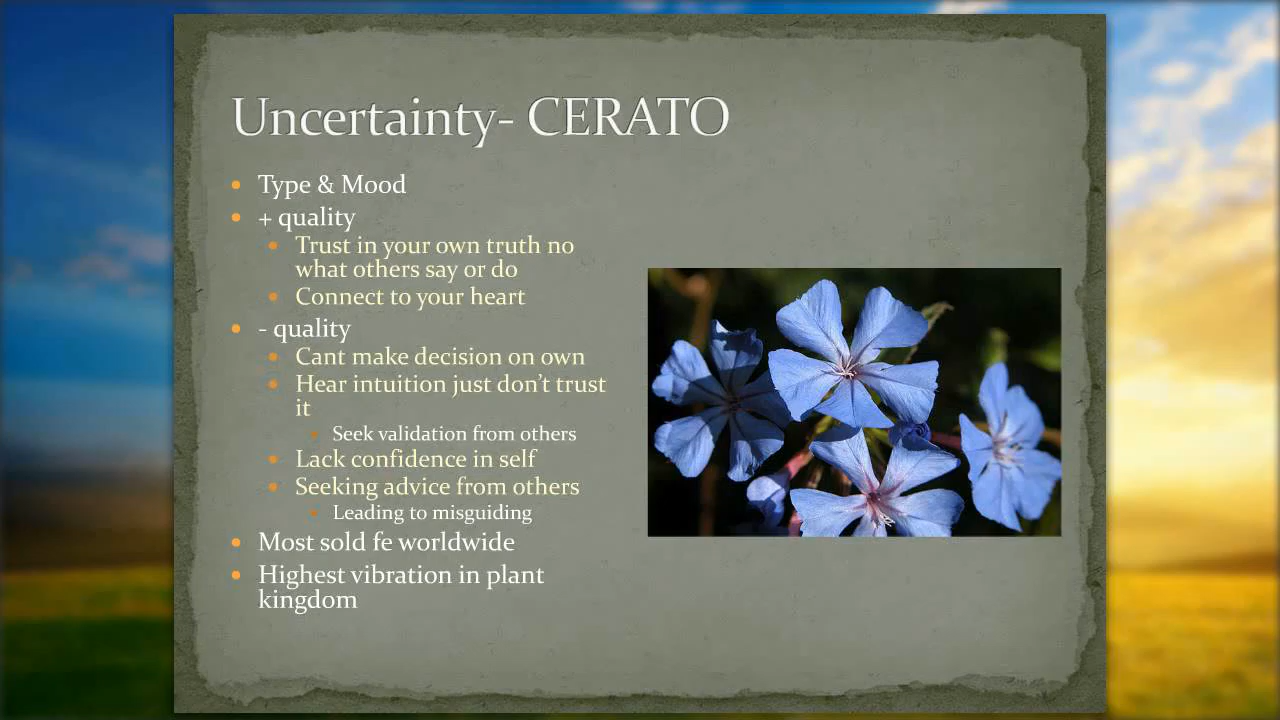 Uncertainty- CERATO
Type & Mood
+ quality
Trust in your own truth no
what others say or do
Connect to your heart
- quality
Cant make decision on own
Hear intuition just don't trust
it
Seek validation from others
Lack confidence in self
Seeking advice from others
Leading to misguiding
Most sold fe worldwide
Highest vibration in plant
kingdom